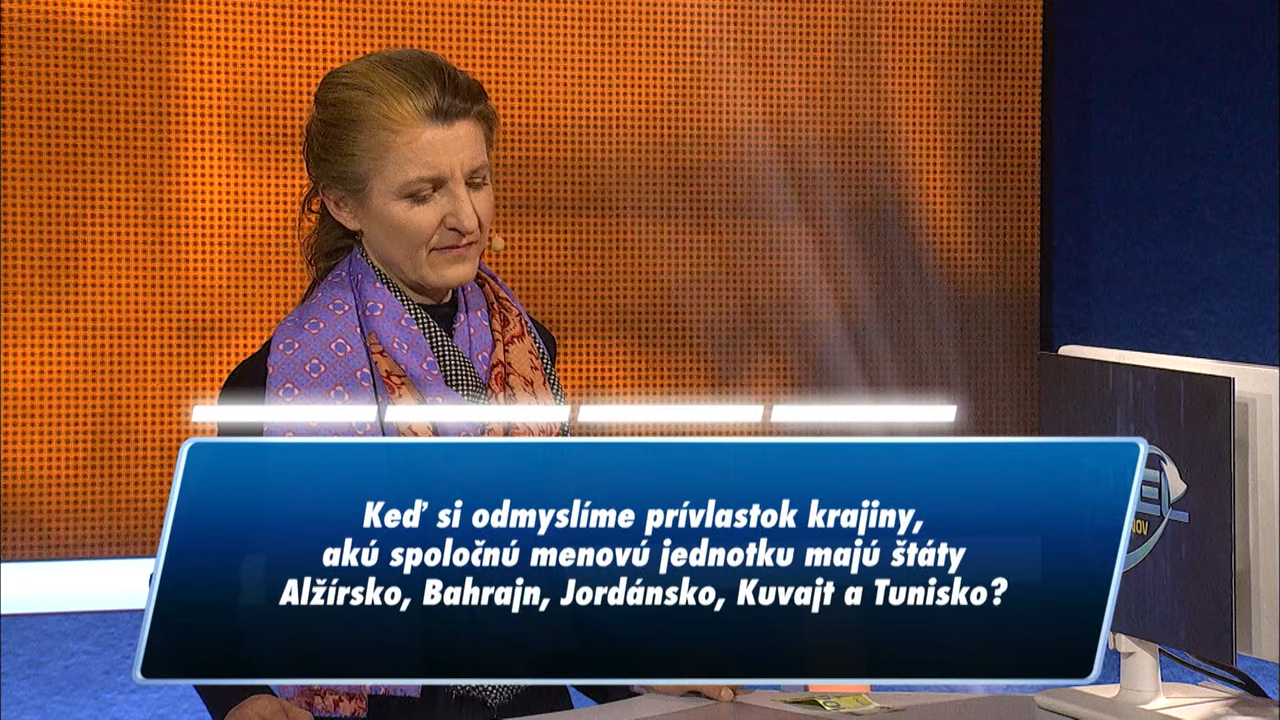 Keď si odmyslíme prívlastok krajiny,
akú spoločnú menovú jednotku majú štáty
Alžírsko, Bahrajn, Jordánsko, Kuvajt a Tunisko?